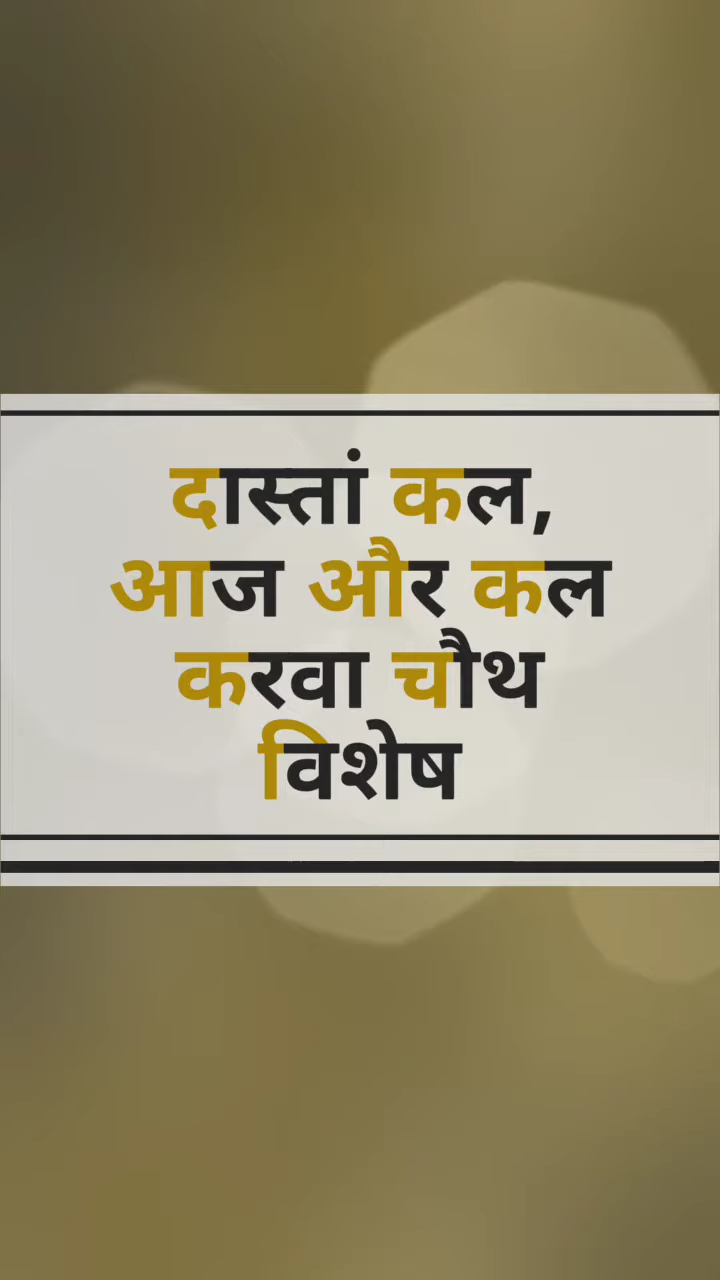 दास्तां कल,
आज और कल
करवा चौथ
विशेष